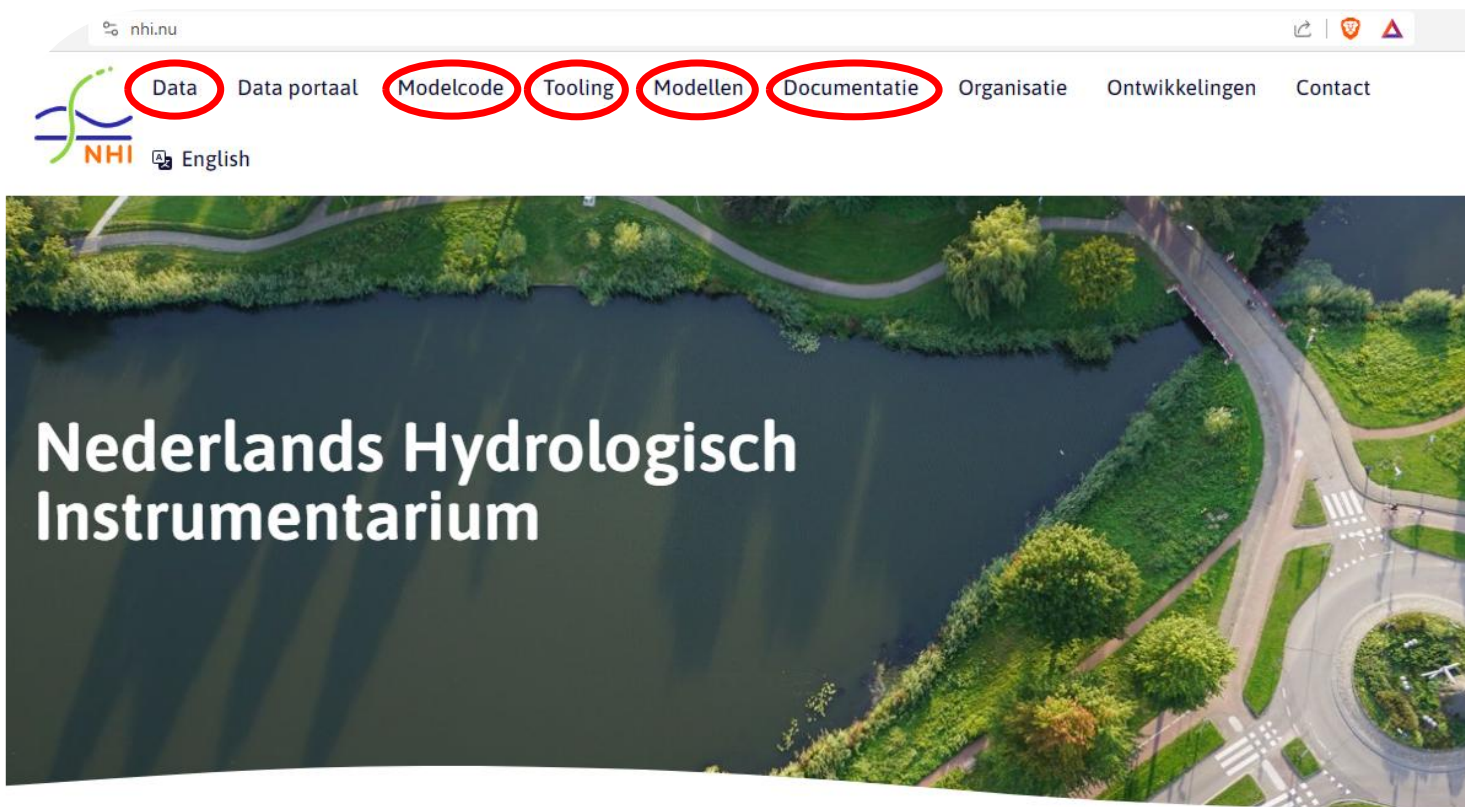 nhi.nu
Data Data portaal Modelcode Tooling Modellen Documentatie Organisatie Ontwikkelingen Contact
NHI English
Nederlands Hydrologisch
Instrumentarium